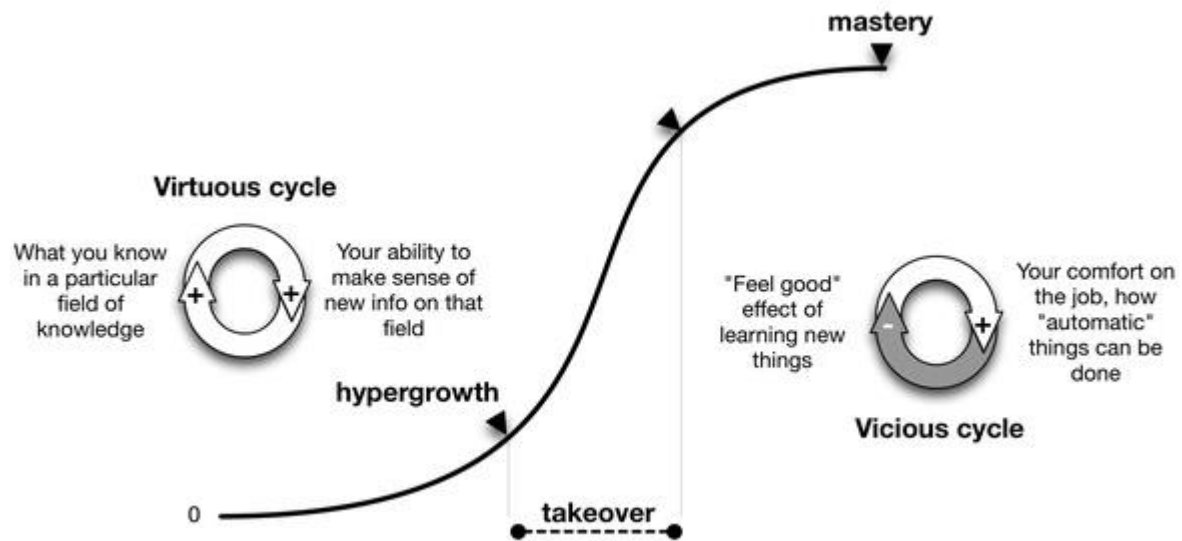 mastery
Virtuous cycle
What you know
in a particular
field of
knowledge
+
+
Your ability to
make sense of
new info on that
field
"Feel good"
effect of
learning new
things
-
+
Your comfort on
the job, how
"automatic"
things can be
done
Vicious cycle
hypergrowth
0
takeover